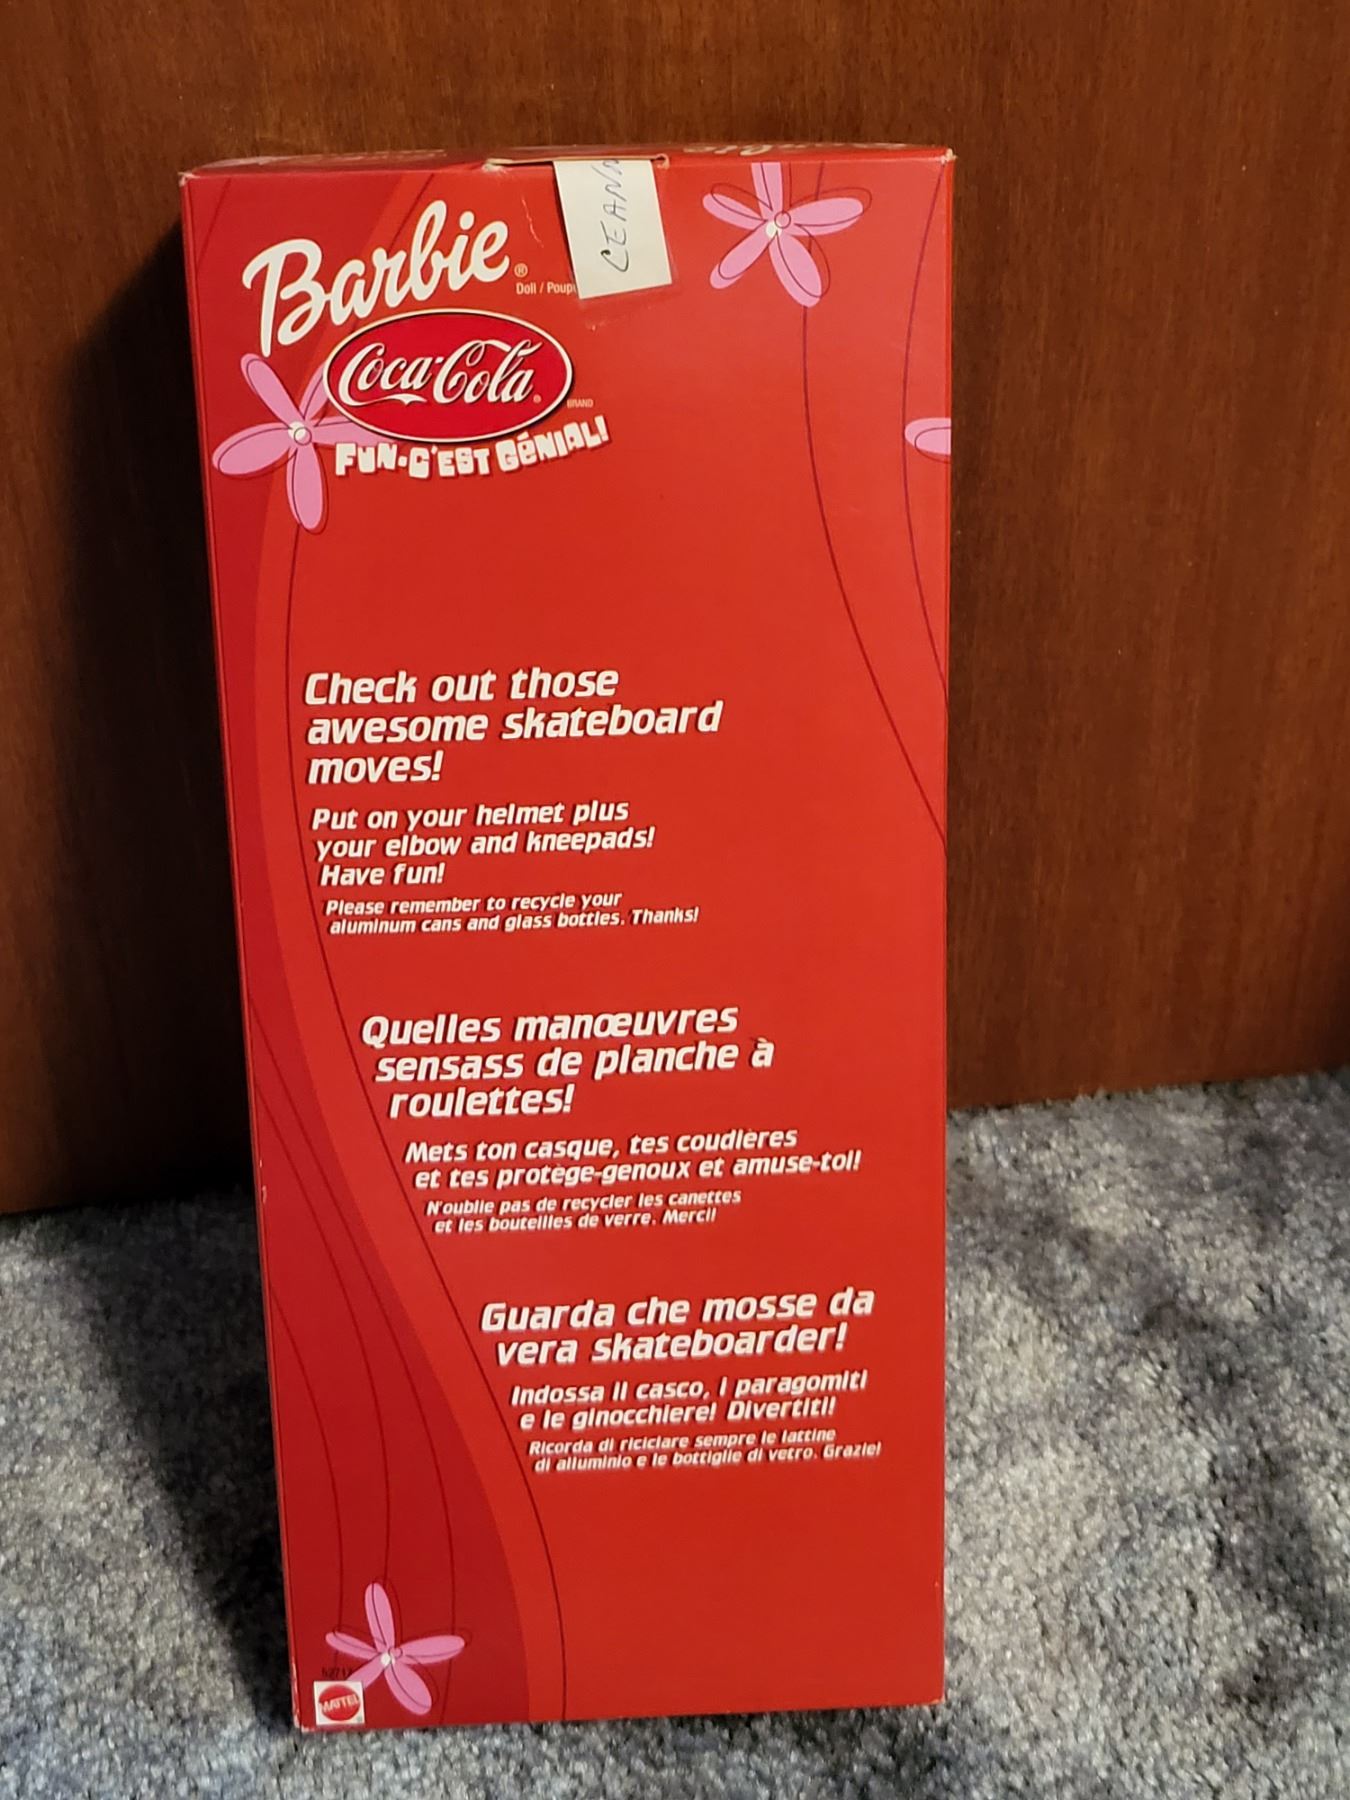 Barbie®
Doll / Poup
CEANN
Coca-Cola®
BRAND
FUN·C'EST GÉNIAL!
Check out those
awesome skateboard
moves!
Put on your helmet plus
your elbow and kneepads!
Have fun!
Please remember to recycle your
aluminum cans and glass bottles. Thanks!
Quelles manœuvres
sensass de planche à
roulettes!
Mets ton casque, tes coudières
et tes protège-genoux et amuse-toi!
N'oublie pas de recycler les canettes
et les bouteilles de verre. Merci!
Guarda che mosse da
vera skateboarder!
Indossa il casco, i paragomiti
e le ginocchiere! Divertiti!
Ricorda di riciclare sempre le lattine
di alluminio e le bottiglie di vetro. Grazie!
MATTEL